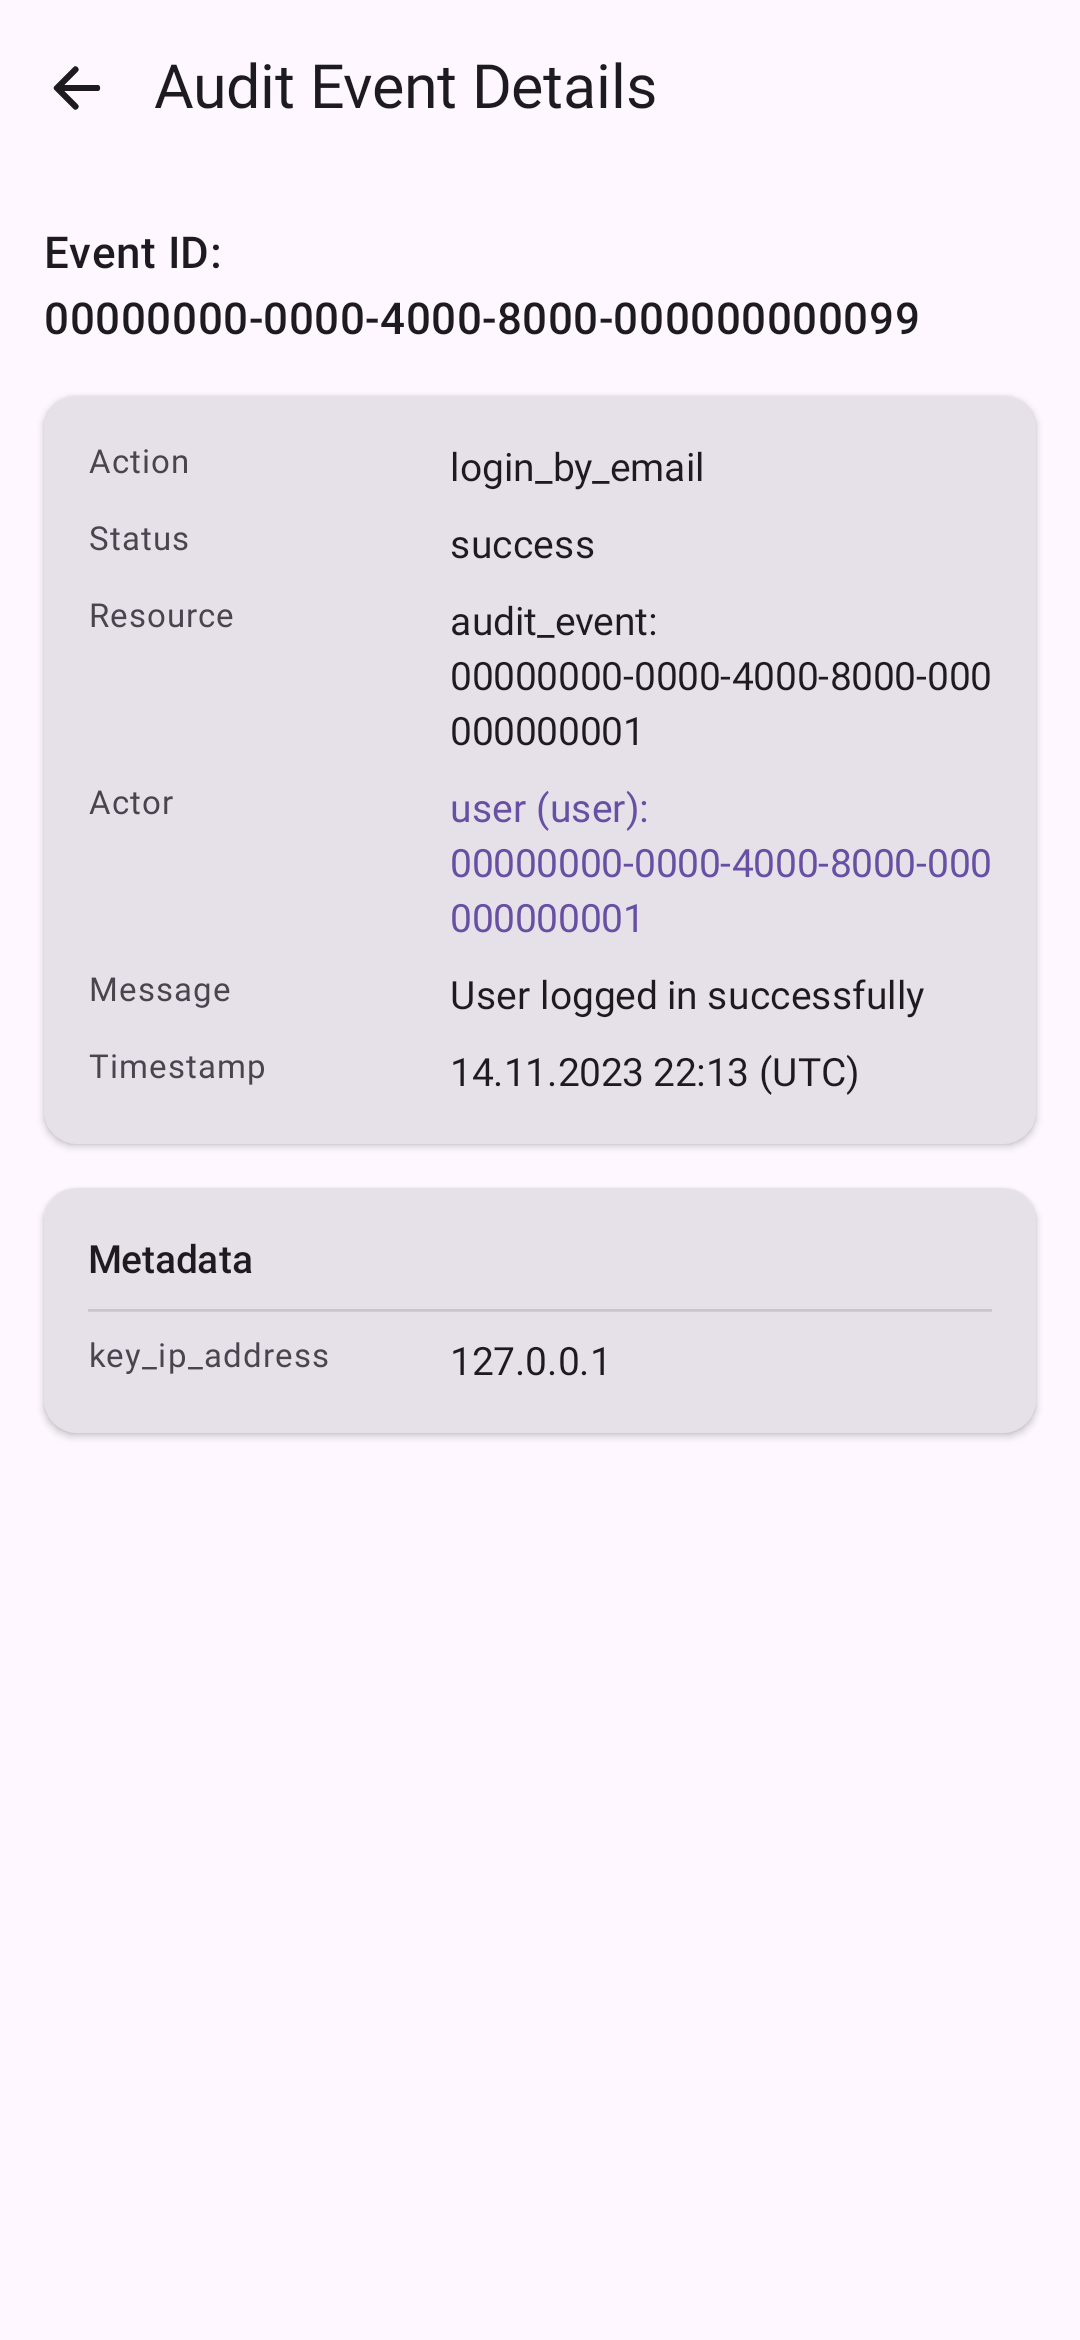 Audit Event Details
Event ID:
00000000-0000-4000-8000-000000000099
Action
login_by_email
Status
success
Resource
audit_event:
00000000-0000-4000-8000-000
000000001
Actor
user (user):
00000000-0000-4000-8000-000
000000001
Message
User logged in successfully
Timestamp
14.11.2023 22:13 (UTC)
Metadata
key_ip_address
127.0.0.1